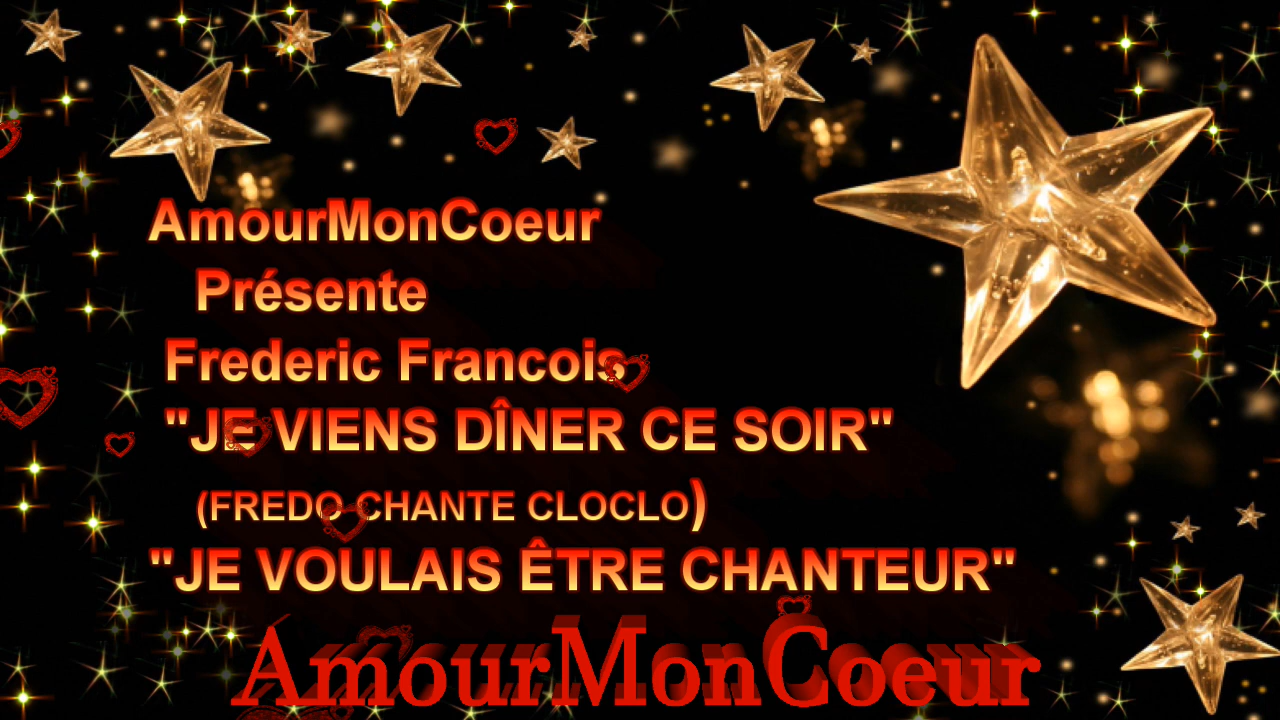 AmourMonCoeur
Présente
Frederic Francois
"JE VIENS DÎNER CE SOIR"
(FREDO CHANTE CLOCLO)
"JE VOULAIS ÊTRE CHANTEUR"
AmourMonCoeur